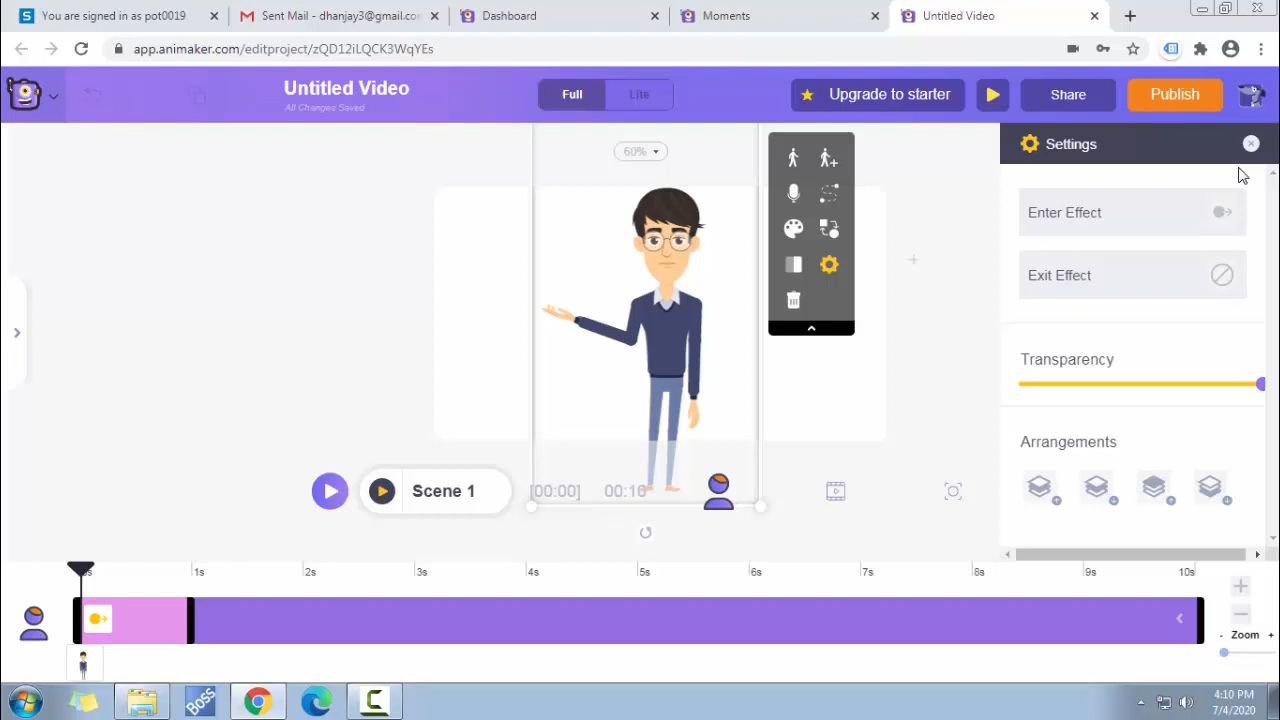 You are signed in as pot0019
Sent Mail - dhanjay3@gmail.co
Dashboard
Moments
Untitled Video
app.animaker.com/editproject/zQD12iLQCK3WqYEs
Untitled Video
All Changes Saved
Full
Lite
Upgrade to starter
Share
Publish
60%
Settings
Enter Effect
Exit Effect
Transparency
Arrangements
Scene 1
[00:00]
00:10
0s
1s
2s
3s
4s
5s
6s
7s
8s
9s
10s
- Zoom +
BOSS
4:10 PM
7/4/2020